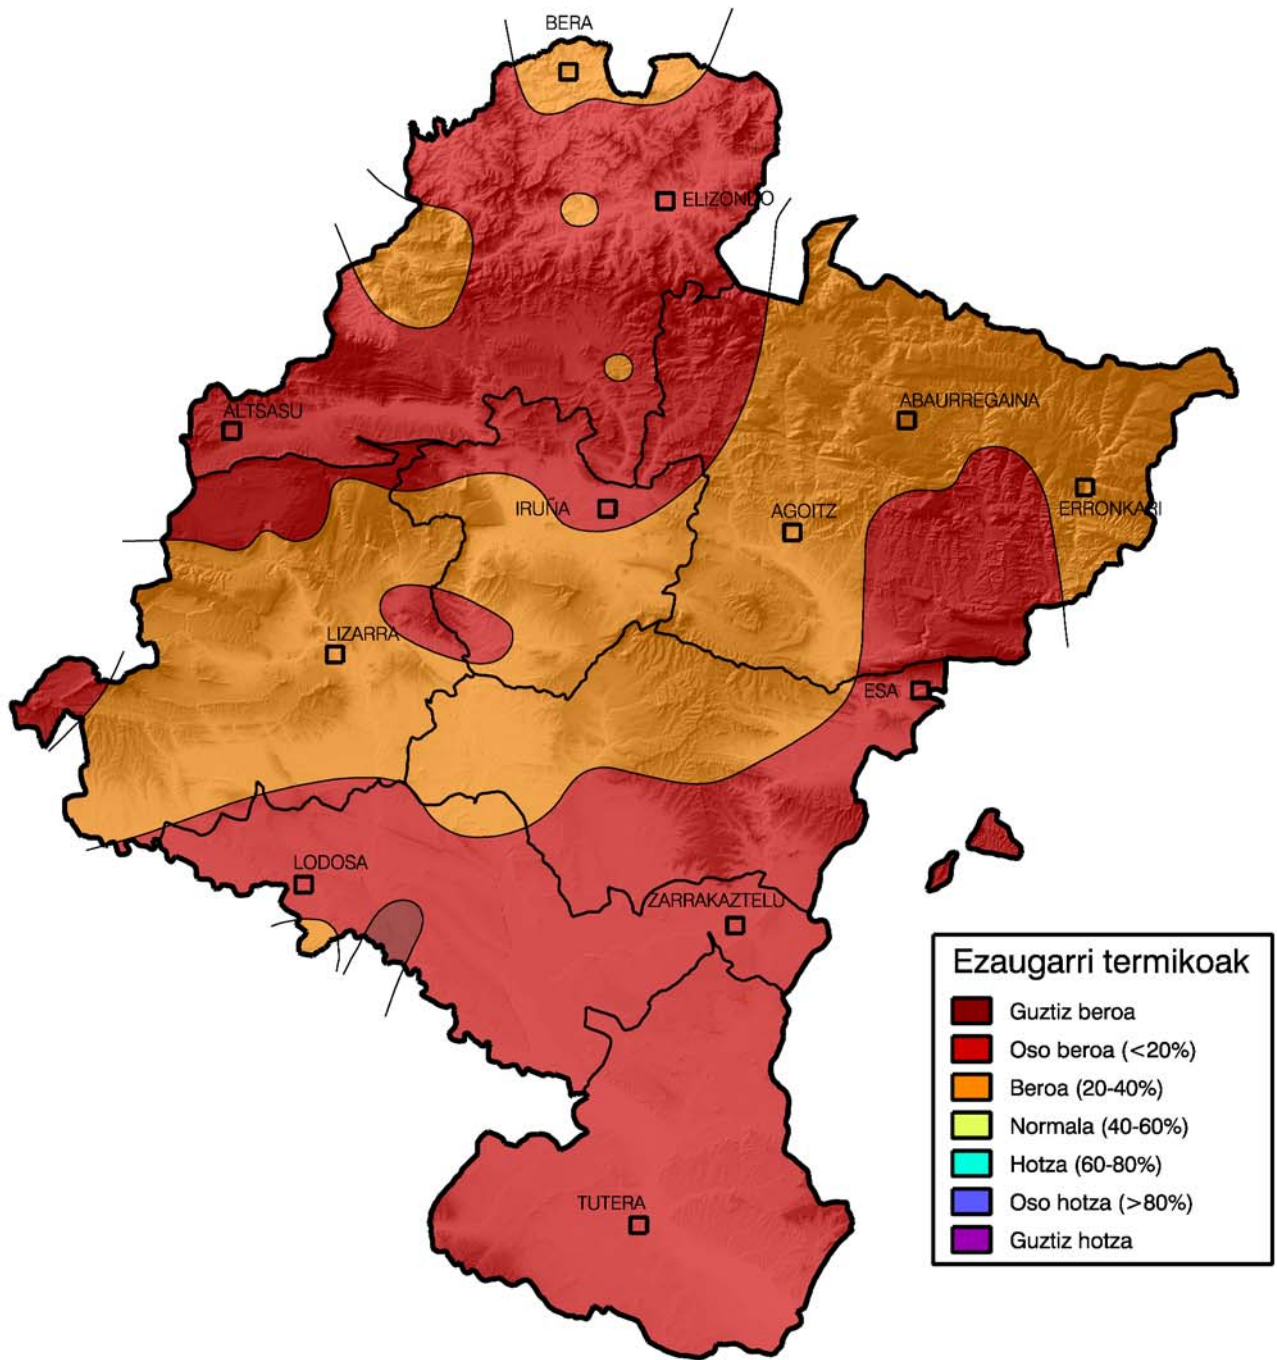 BERA
ELIZONDO
ALTSASU
ABAURREGAINA
IRUÑA
AGOITZ
ERRONKARI
LIZARRA
ESA
LODOSA
ZARRAKAZTELU
TUTERA
Ezaugarri termikoak
Guztiz beroa
Oso beroa (<20%)
Beroa (20-40%)
Normala (40-60%)
Hotza (60-80%)
Oso hotza (>80%)
Guztiz hotza